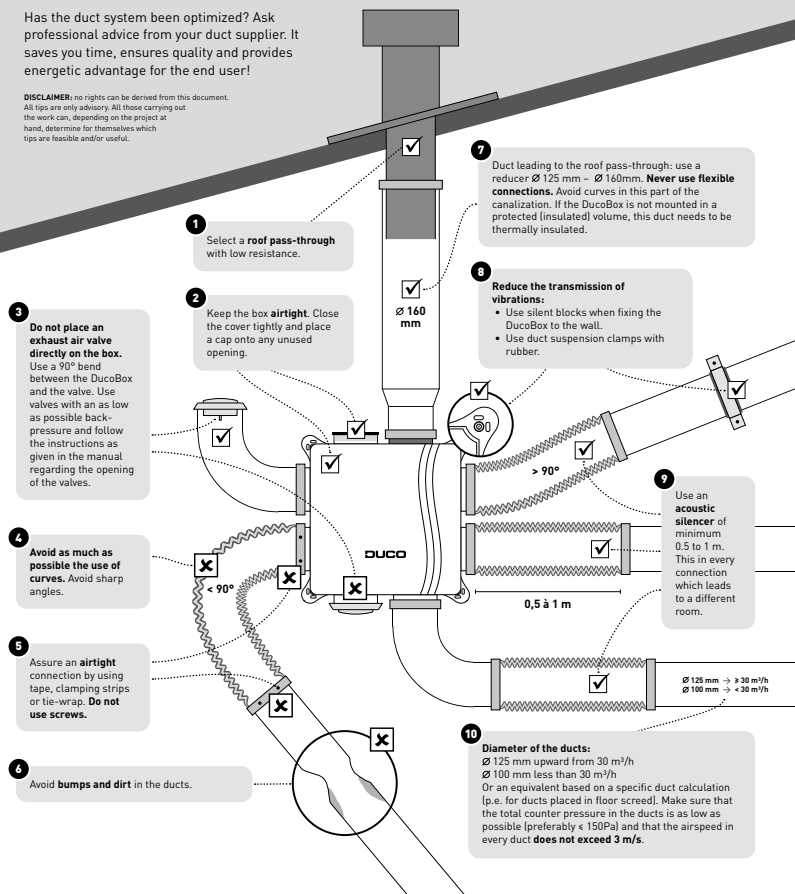 Has the duct system been optimized? Ask
professional advice from your duct supplier. It
saves you time, ensures quality and provides
energetic advantage for the end user!
DISCLAIMER: no rights can be derived from this document.
All tips are only advisory. All those carrying out
the work can, depending on the project at
hand, determine for themselves which
tips are feasible and/or useful.
1
Select a roof pass-through
with low resistance.
2
Keep the box airtight. Close
the cover tightly and place
a cap onto any unused
opening.
3
Do not place an
exhaust air valve
directly on the box.
Use a 90° bend
between the DucoBox
and the valve. Use
valves with an as low
as possible back-
pressure and follow
the instructions as
given in the manual
regarding the opening
of the valves.
4
Avoid as much as
possible the use of
curves. Avoid sharp
angles.
5
Assure an airtight
connection by using
tape, clamping strips
or tie-wrap. Do not
use screws.
6
Avoid bumps and dirt in the ducts.
7
Duct leading to the roof pass-through: use a
reducer Ø 125 mm – Ø 160mm. Never use flexible
connections. Avoid curves in this part of the
canalization. If the DucoBox is not mounted in a
protected (insulated) volume, this duct needs to be
thermally insulated.
8
Reduce the transmission of
vibrations:
• Use silent blocks when fixing the
DucoBox to the wall.
• Use duct suspension clamps with
rubber.
9
Use an
acoustic
silencer of
minimum
0.5 to 1 m.
This in every
connection
which leads
to a different
room.
10
Diameter of the ducts:
Ø 125 mm upward from 30 m³/h
Ø 100 mm less than 30 m³/h
Or an equivalent based on a specific duct calculation
(p.e. for ducts placed in floor screed). Make sure that
the total counter pressure in the ducts is as low as
possible (preferably ≤ 150Pa) and that the airspeed in
every duct does not exceed 3 m/s.
Ø 160
mm
> 90°
< 90°
DUCO
0,5 à 1 m
Ø 125 mm → ≥ 30 m³/h
Ø 100 mm → < 30 m³/h